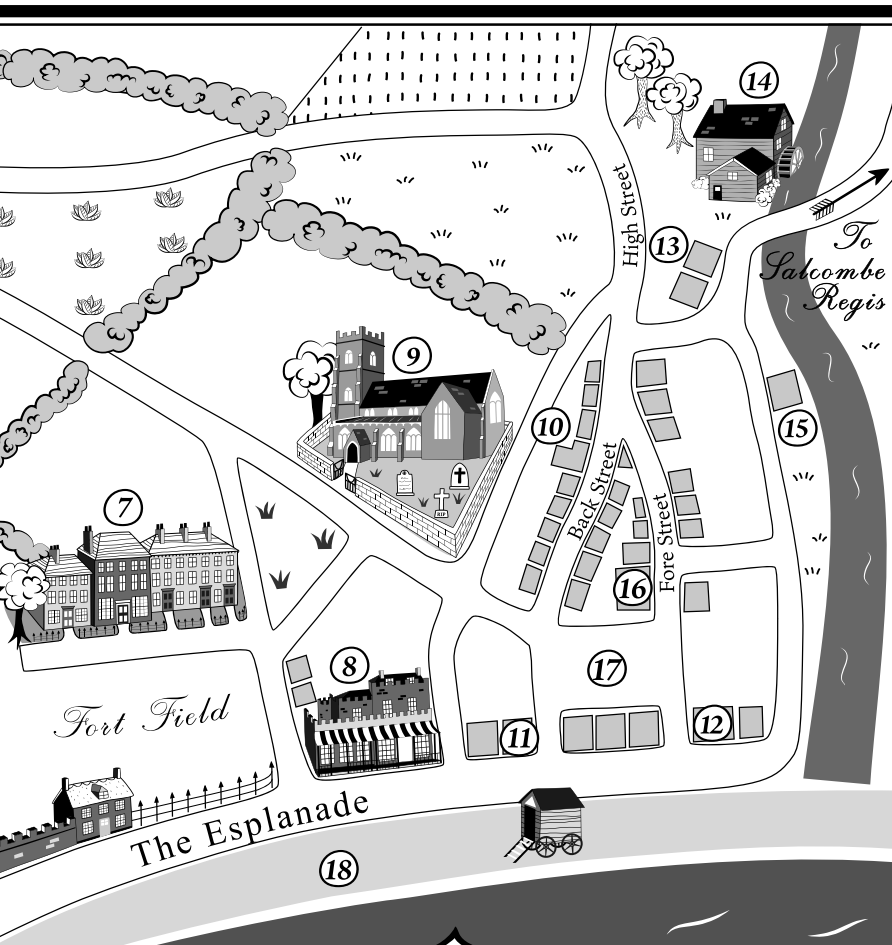 14
High Street
13
To
Salcombe
Regis
9
10
15
Back Street
7
Fore Street
16
8
17
Fort Field
11
12
The Esplanade
18
RIP